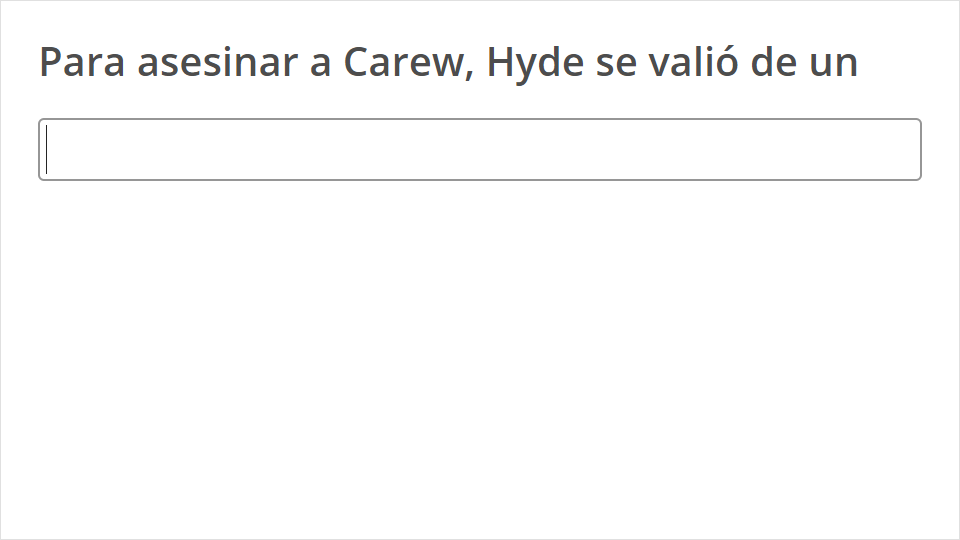 Para asesinar a Carew, Hyde se valió de un